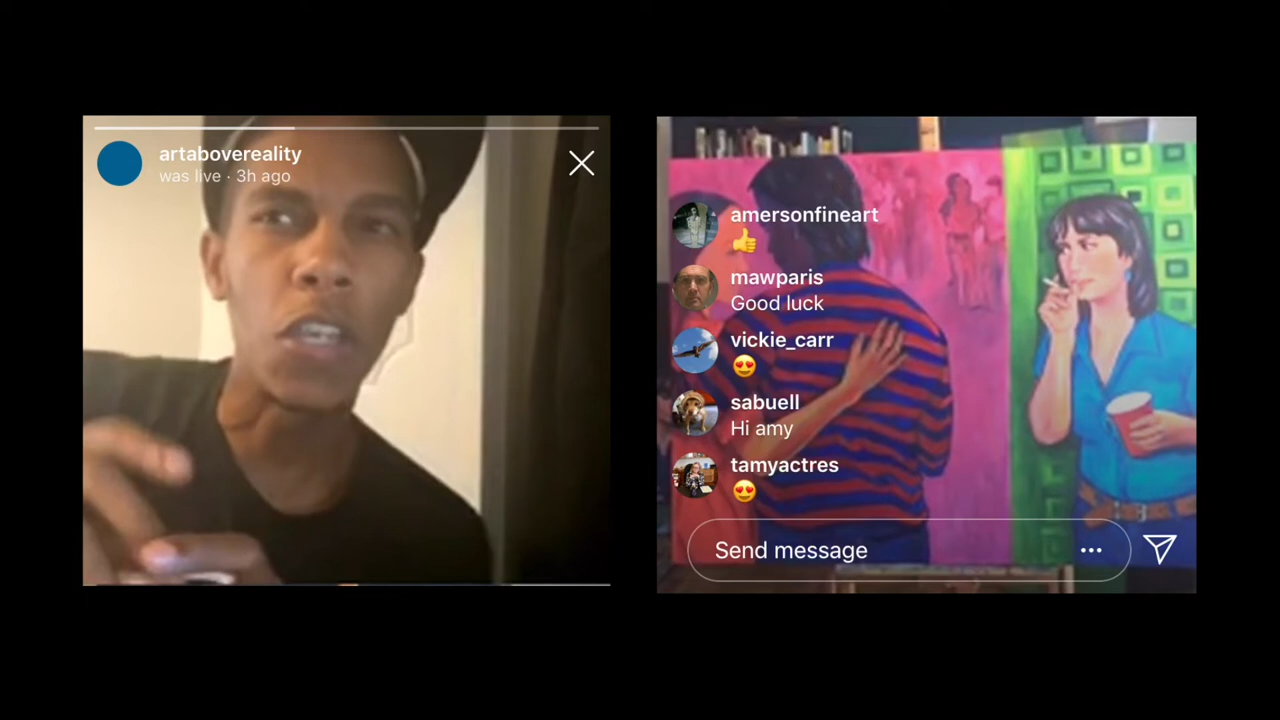 artabovereality
was live · 3h ago
amersonfineart
👍
mawparis
Good luck
vickie_carr
😍
sabuell
Hi amy
tamyactres
😍
Send message